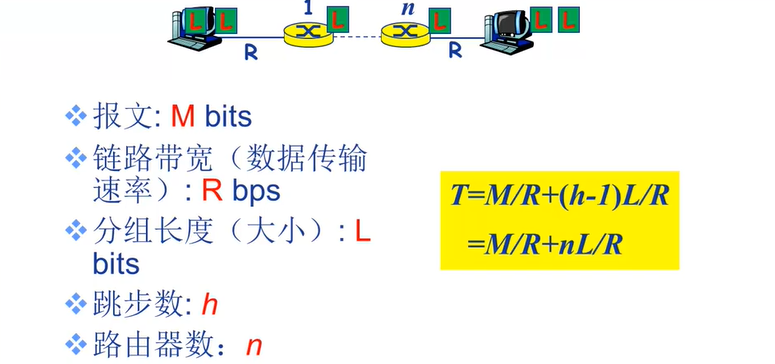 L L 1 L n L L L
R R
❖报文: M bits
❖链路带宽（数据传输
速率）: R bps
❖分组长度（大小）: L
bits
❖跳步数: h
❖路由器数：n
T=M/R+(h-1)L/R
=M/R+nL/R